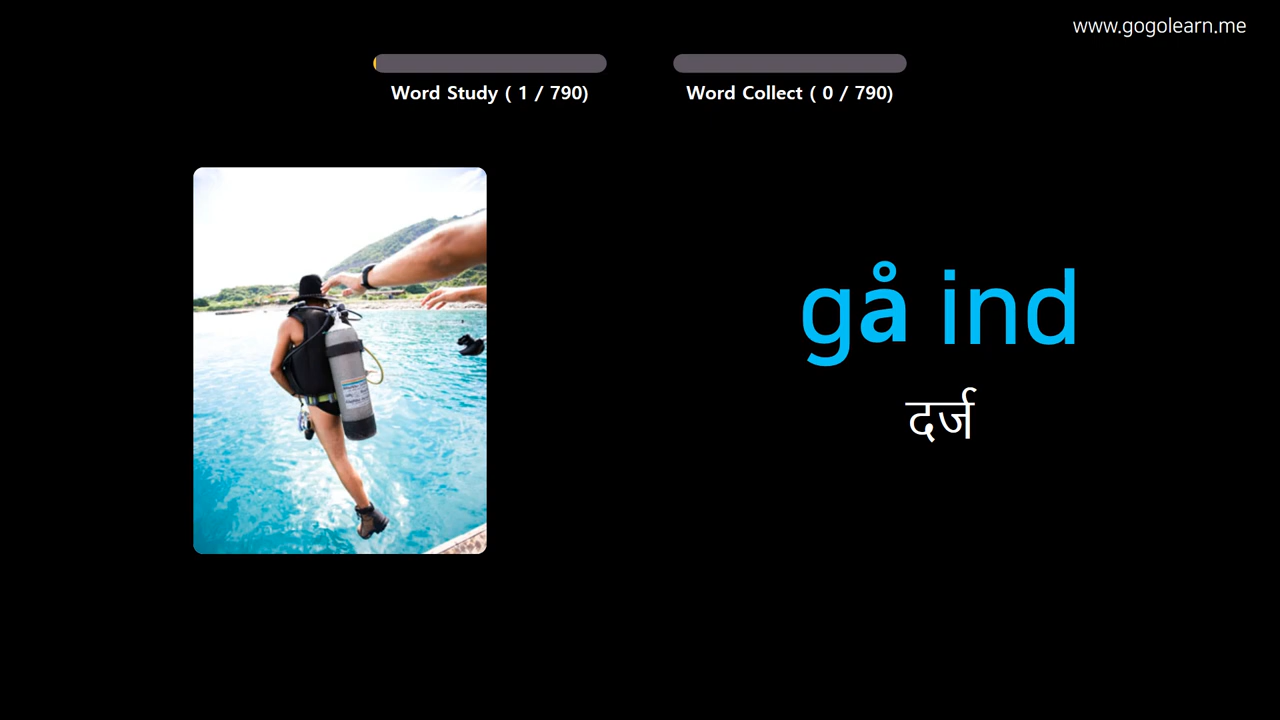 www.gogolearn.me
Word Study ( 1 / 790)
Word Collect ( 0 / 790)
gå ind
दर्ज